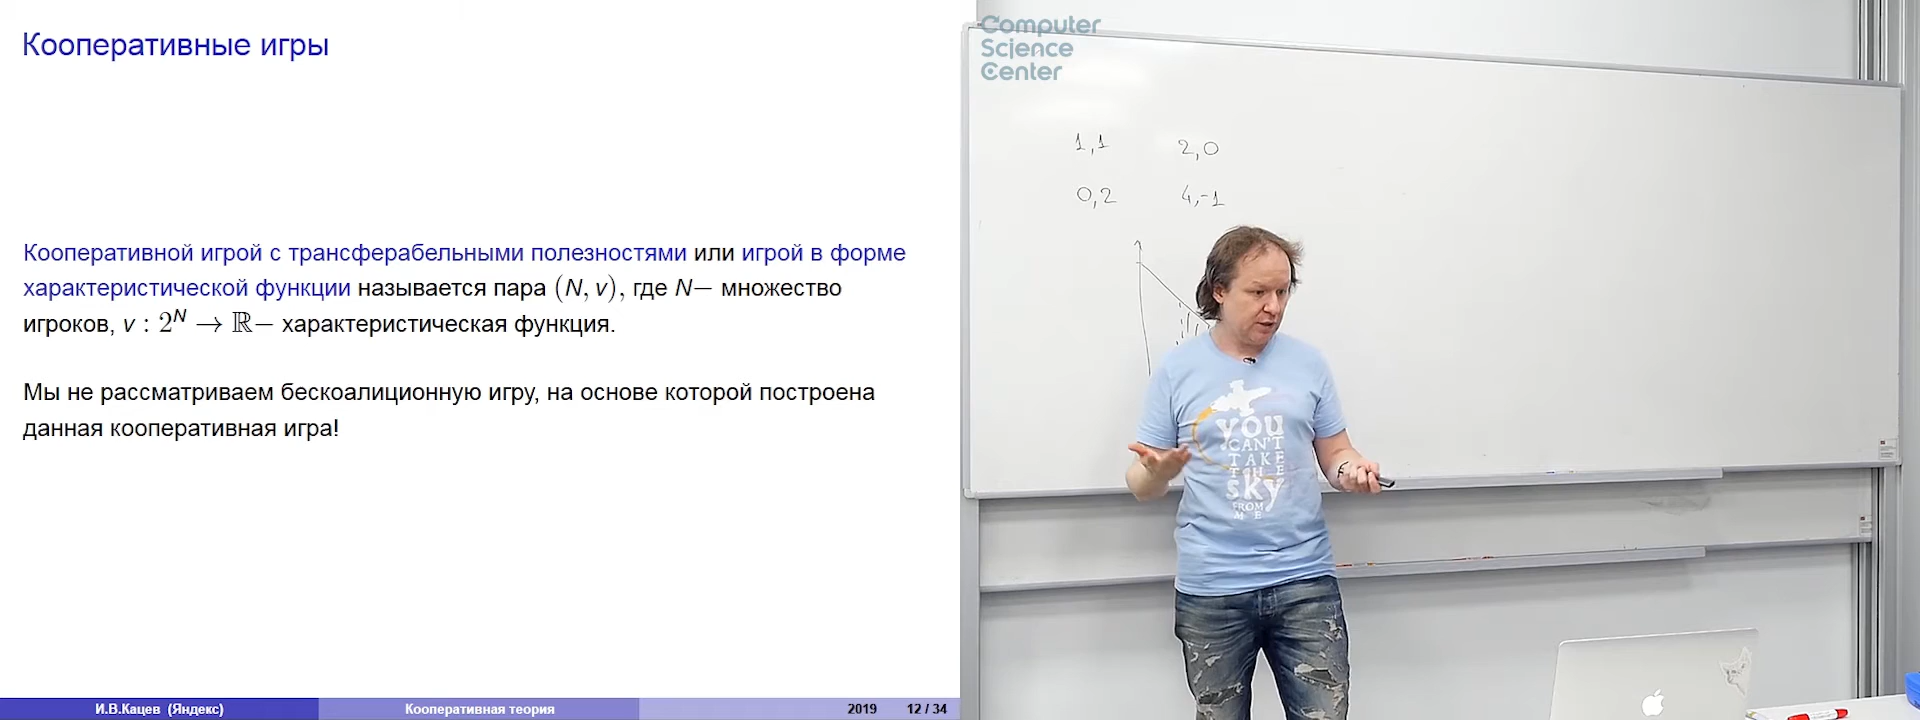 Кооперативные игры
Кооперативной игрой с трансферабельными полезностями или игрой в форме
характеристической функции называется пара (N, v), где N− множество
игроков, v : 2^N → ℝ− характеристическая функция.
Мы не рассматриваем бескоалиционную игру, на основе которой построена
данная кооперативная игра!
И.В.Кацев (Яндекс)
Кооперативная теория
2019
12 / 34
Computer
Science
Center
1,1 2,0
0,2 4,-1
you
CAN'T
TAKE
THE
sky
FROM
ME